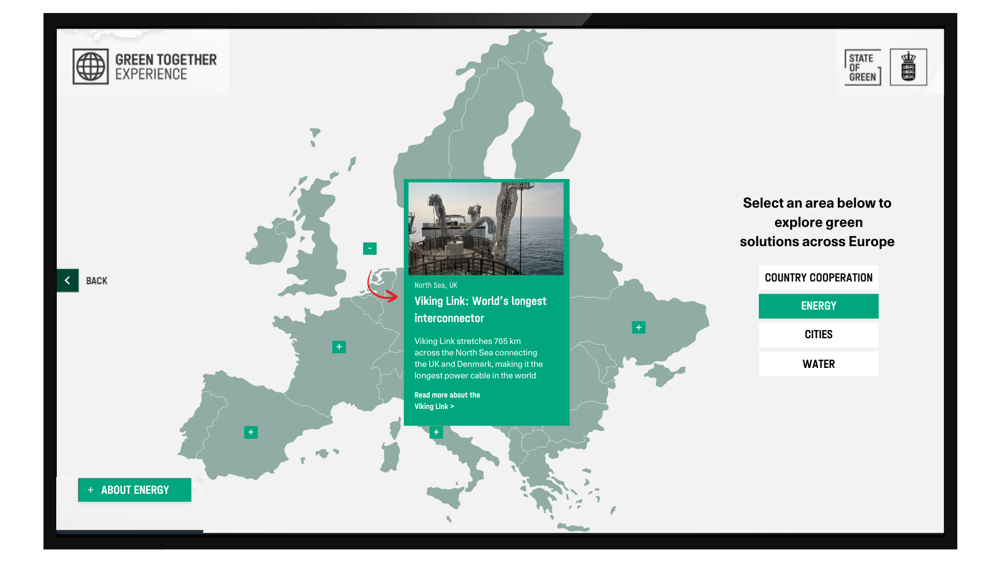 GREEN TOGETHER
EXPERIENCE
STATE
OF
GREEN
North Sea, UK
Viking Link: World's longest
interconnector
Viking Link stretches 765 km
across the North Sea connecting
the UK and Denmark, making it the
longest power cable in the world
Read more about the
Viking Link >
Select an area below to
explore green
solutions across Europe
COUNTRY COOPERATION
ENERGY
CITIES
WATER
< BACK
-
+
+
+
+
+ ABOUT ENERGY